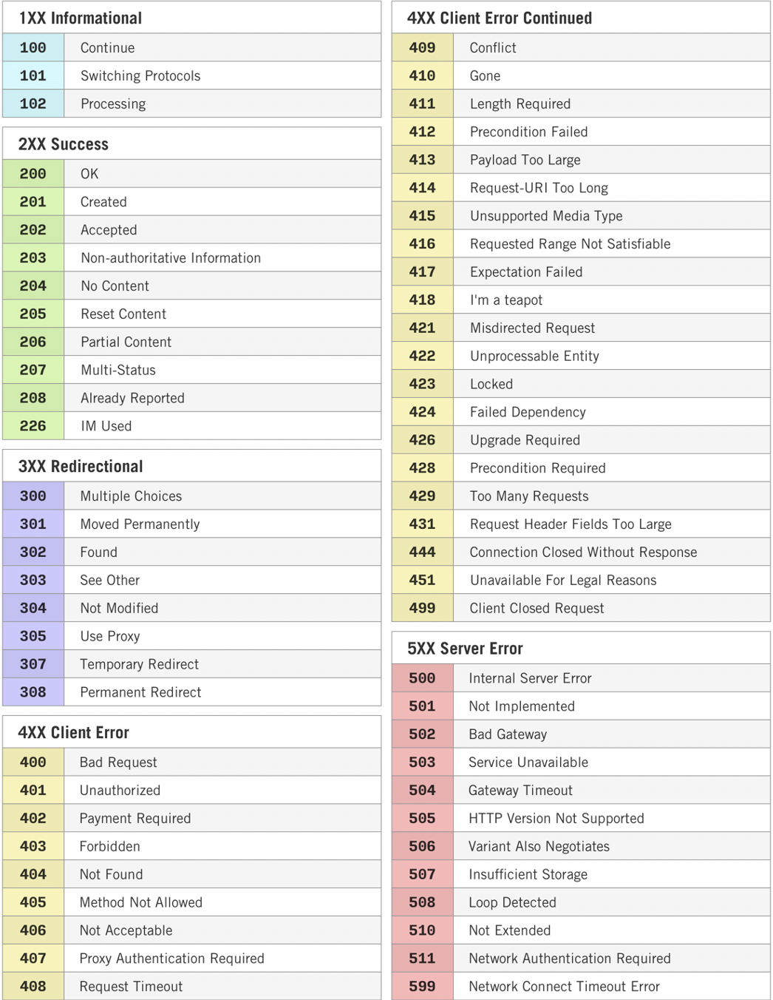 1XX Informational
100 Continue
101 Switching Protocols
102 Processing
2XX Success
200 OK
201 Created
202 Accepted
203 Non-authoritative Information
204 No Content
205 Reset Content
206 Partial Content
207 Multi-Status
208 Already Reported
226 IM Used
3XX Redirectional
300 Multiple Choices
301 Moved Permanently
302 Found
303 See Other
304 Not Modified
305 Use Proxy
307 Temporary Redirect
308 Permanent Redirect
4XX Client Error
400 Bad Request
401 Unauthorized
402 Payment Required
403 Forbidden
404 Not Found
405 Method Not Allowed
406 Not Acceptable
407 Proxy Authentication Required
408 Request Timeout
4XX Client Error Continued
409 Conflict
410 Gone
411 Length Required
412 Precondition Failed
413 Payload Too Large
414 Request-URI Too Long
415 Unsupported Media Type
416 Requested Range Not Satisfiable
417 Expectation Failed
418 I'm a teapot
421 Misdirected Request
422 Unprocessable Entity
423 Locked
424 Failed Dependency
426 Upgrade Required
428 Precondition Required
429 Too Many Requests
431 Request Header Fields Too Large
444 Connection Closed Without Response
451 Unavailable For Legal Reasons
499 Client Closed Request
5XX Server Error
500 Internal Server Error
501 Not Implemented
502 Bad Gateway
503 Service Unavailable
504 Gateway Timeout
505 HTTP Version Not Supported
506 Variant Also Negotiates
507 Insufficient Storage
508 Loop Detected
510 Not Extended
511 Network Authentication Required
599 Network Connect Timeout Error